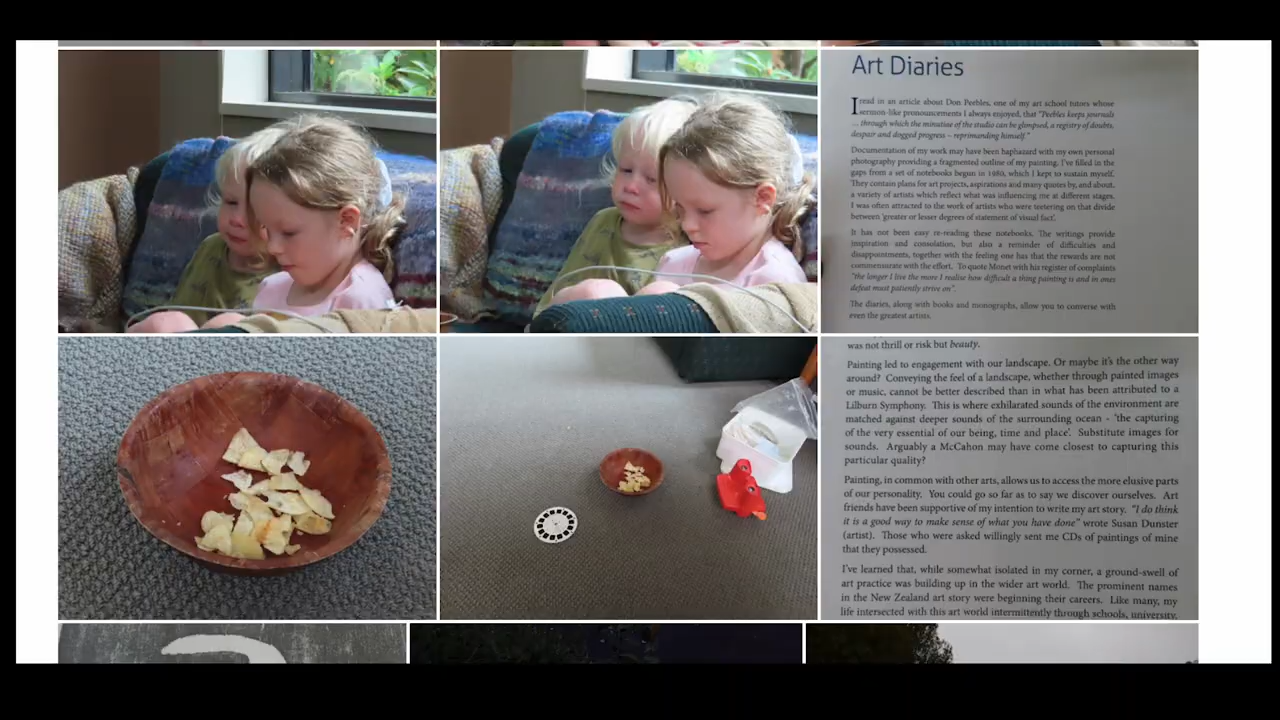 Art Diaries
I read in an article about Don Peebles, one of my art school tutors whose
sermon-like pronouncements I always enjoyed, that "Peebles keeps journals
... through which the minutiae of the studio can be glimpsed, a registry of doubts,
despair and dogged progress – reprimanding himself."
Documentation of my work may have been haphazard with my own personal
photography providing a fragmented outline of my painting. I've filled in the
gaps from a set of notebooks begun in 1980, which I kept to sustain myself.
They contain plans for art projects, aspirations and many quotes by, and about,
a variety of artists which reflect what was influencing me at different stages.
I was often attracted to the work of artists who were teetering on that divide
between 'greater or lesser degrees of statement of visual fact'.
It has not been easy re-reading these notebooks. The writings provide
inspiration and consolation, but also a reminder of difficulties and
disappointments, together with the feeling one has that the rewards are not
commensurate with the effort. To quote Monet with his register of complaints
"the longer I live the more I realise how difficult a thing painting is and in ones
defeat must patiently strive on".
The diaries, along with books and monographs, allow you to converse with
even the greatest artists.
was not thrill or risk but beauty.
Painting led to engagement with our landscape. Or maybe it's the other way
around? Conveying the feel of a landscape, whether through painted images
or music, cannot be better described than in what has been attributed to a
Lilburn Symphony. This is where exhilarated sounds of the environment are
matched against deeper sounds of the surrounding ocean - 'the capturing
of the very essential of our being, time and place'. Substitute images for
sounds. Arguably a McCahon may have come closest to capturing this
particular quality?
Painting, in common with other arts, allows us to access the more elusive parts
of our personality. You could go so far as to say we discover ourselves. Art
friends have been supportive of my intention to write my art story. "I do think
it is a good way to make sense of what you have done" wrote Susan Dunster
(artist). Those who were asked willingly sent me CDs of paintings of mine
that they possessed.
I've learned that, while somewhat isolated in my corner, a ground-swell of
art practice was building up in the wider art world. The prominent names
in the New Zealand art story were beginning their careers. Like many, my
life intersected with this art world intermittently through schools, university,